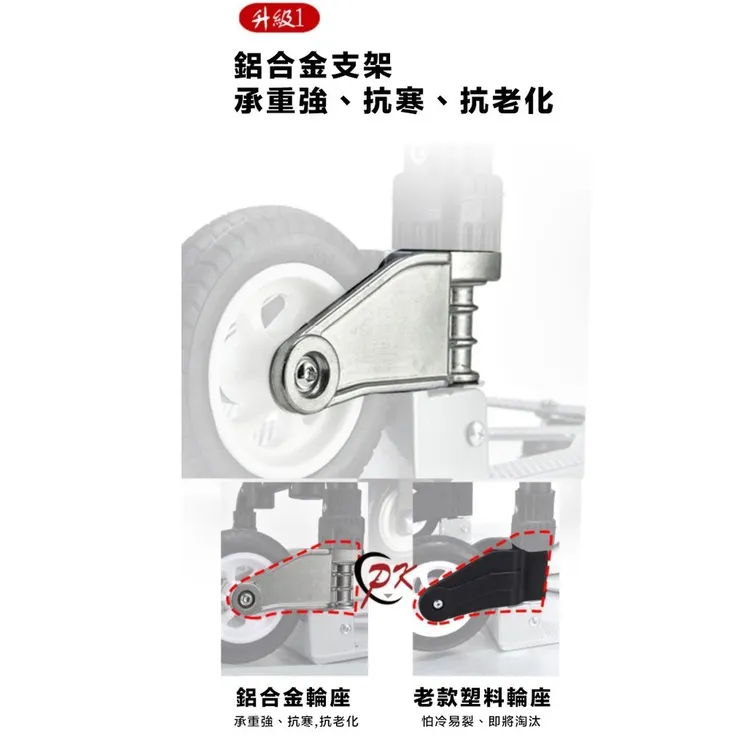 升級1
鋁合金支架
承重強、抗寒、抗老化
PK
鋁合金輪座
老款塑料輪座
承重強、抗寒,抗老化
怕冷易裂、即將淘汰